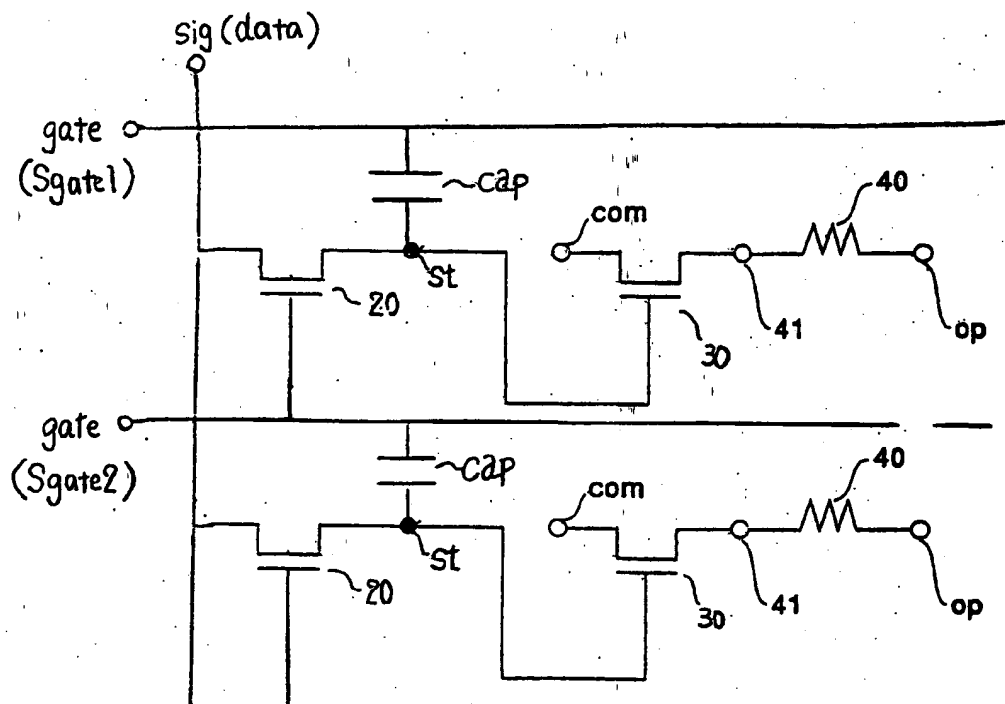 sig (data)
gate
(Sgate1)
cap
com
40
st
20
30
41
op
gate
(Sgate2)
cap
com
40
st
20
30
41
op